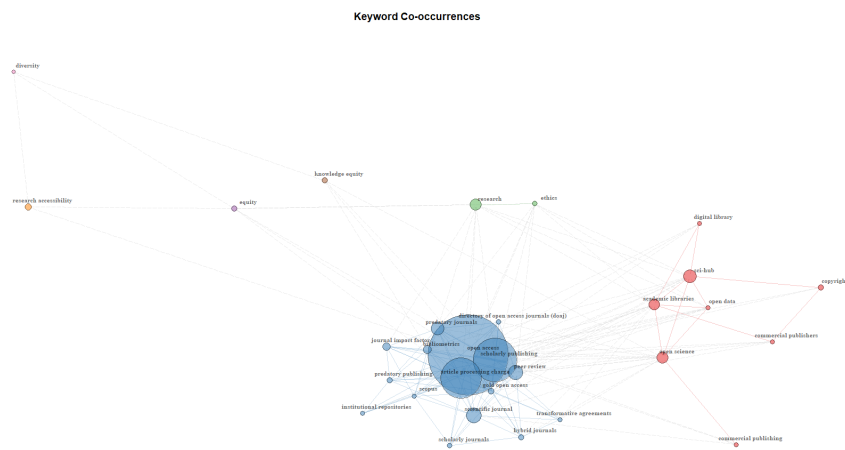 Keyword Co-occurrences
diversity
knowledge equity
research accessibility
equity
research
ethics
digital library
sci-hub
copyrigh
academic libraries
open data
commercial publishers
open science
directory of open access journals (doaj)
predatory journals
journal impact factor
bibliometrics
open access
scholarly publishing
peer review
article processing charge
predatory publishing
gold open access
scopus
institutional repositories
scientific journal
transformative agreements
hybrid journals
scholarly journals
commercial publishing